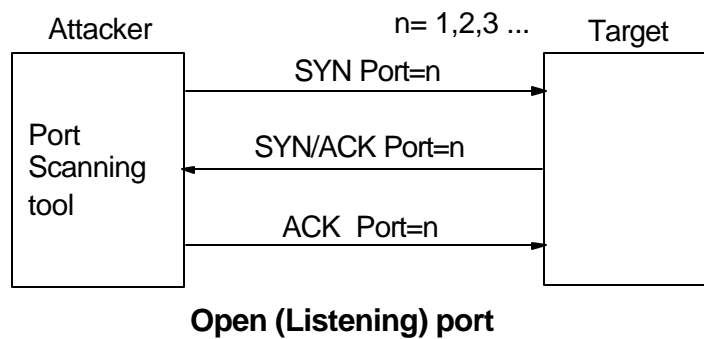 Attacker
n= 1,2,3 ...
Target
SYN Port=n
Port
Scanning
tool
SYN/ACK Port=n
ACK Port=n
Open (Listening) port